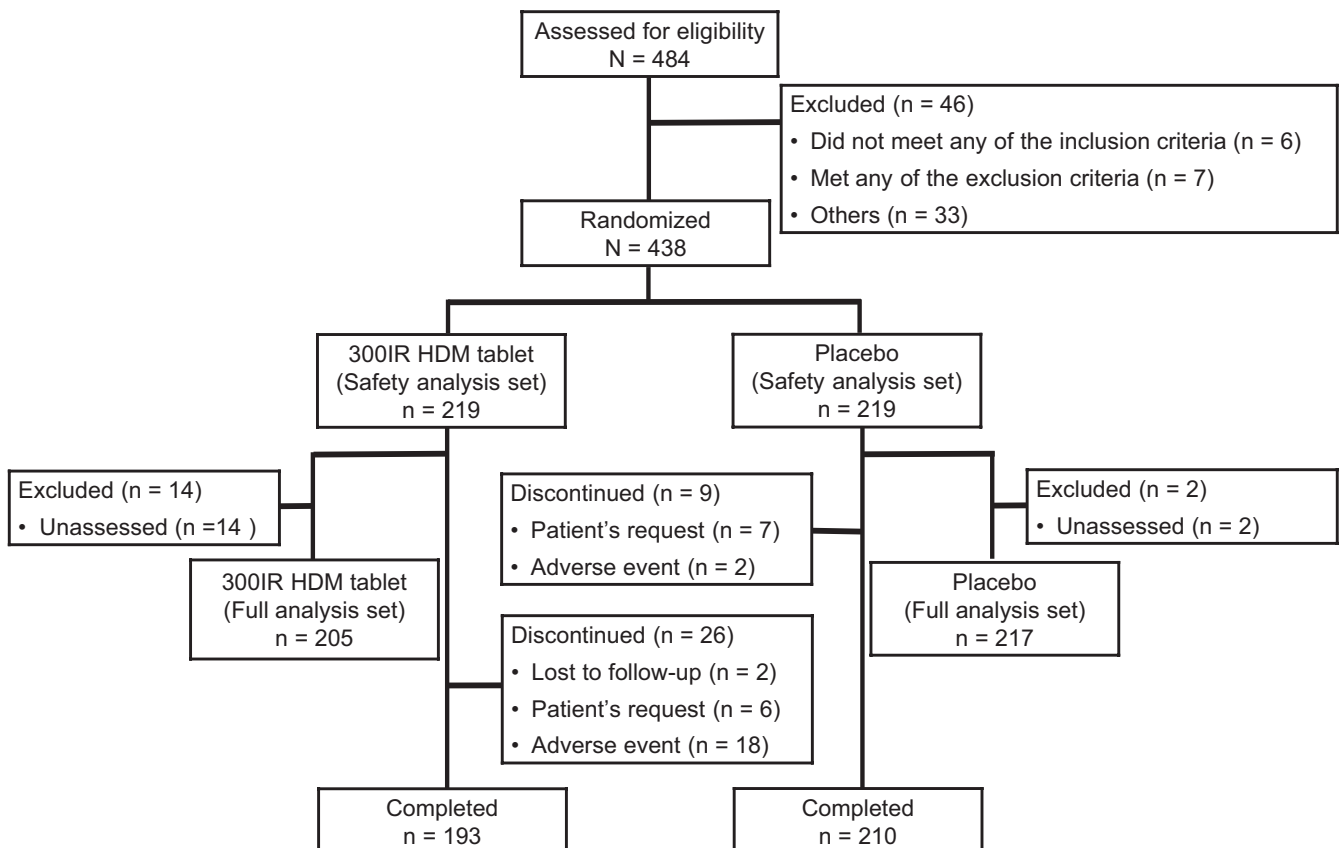 Assessed for eligibility
N = 484
Excluded (n = 46)
• Did not meet any of the inclusion criteria (n = 6)
• Met any of the exclusion criteria (n = 7)
• Others (n = 33)
Randomized
N = 438
300IR HDM tablet
(Safety analysis set)
n = 219
Placebo
(Safety analysis set)
n = 219
Excluded (n = 14)
• Unassessed (n =14 )
Discontinued (n = 9)
• Patient’s request (n = 7)
• Adverse event (n = 2)
Excluded (n = 2)
• Unassessed (n = 2)
300IR HDM tablet
(Full analysis set)
n = 205
Placebo
(Full analysis set)
n = 217
Discontinued (n = 26)
• Lost to follow-up (n = 2)
• Patient’s request (n = 6)
• Adverse event (n = 18)
Completed
n = 193
Completed
n = 210